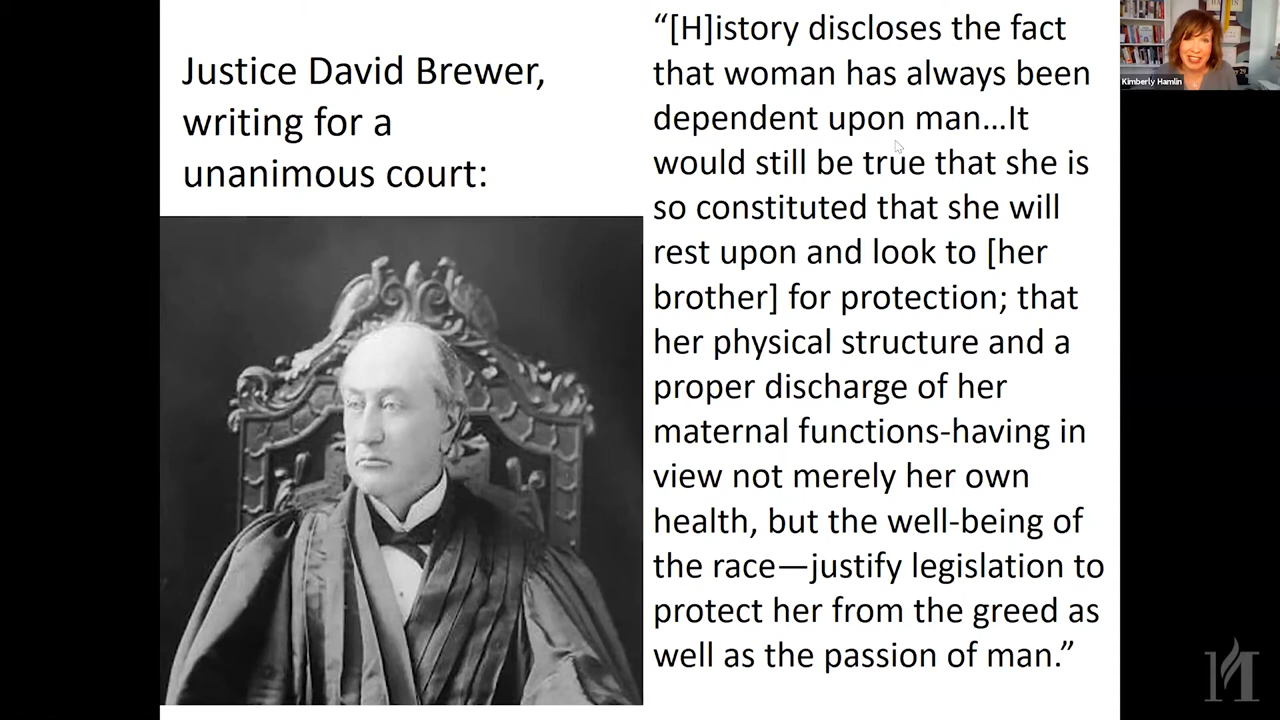 Justice David Brewer,
writing for a
unanimous court:
“[H]istory discloses the fact
that woman has always been
dependent upon man…It
would still be true that she is
so constituted that she will
rest upon and look to [her
brother] for protection; that
her physical structure and a
proper discharge of her
maternal functions-having in
view not merely her own
health, but the well-being of
the race—justify legislation to
protect her from the greed as
well as the passion of man.”
Kimberly Hamlin